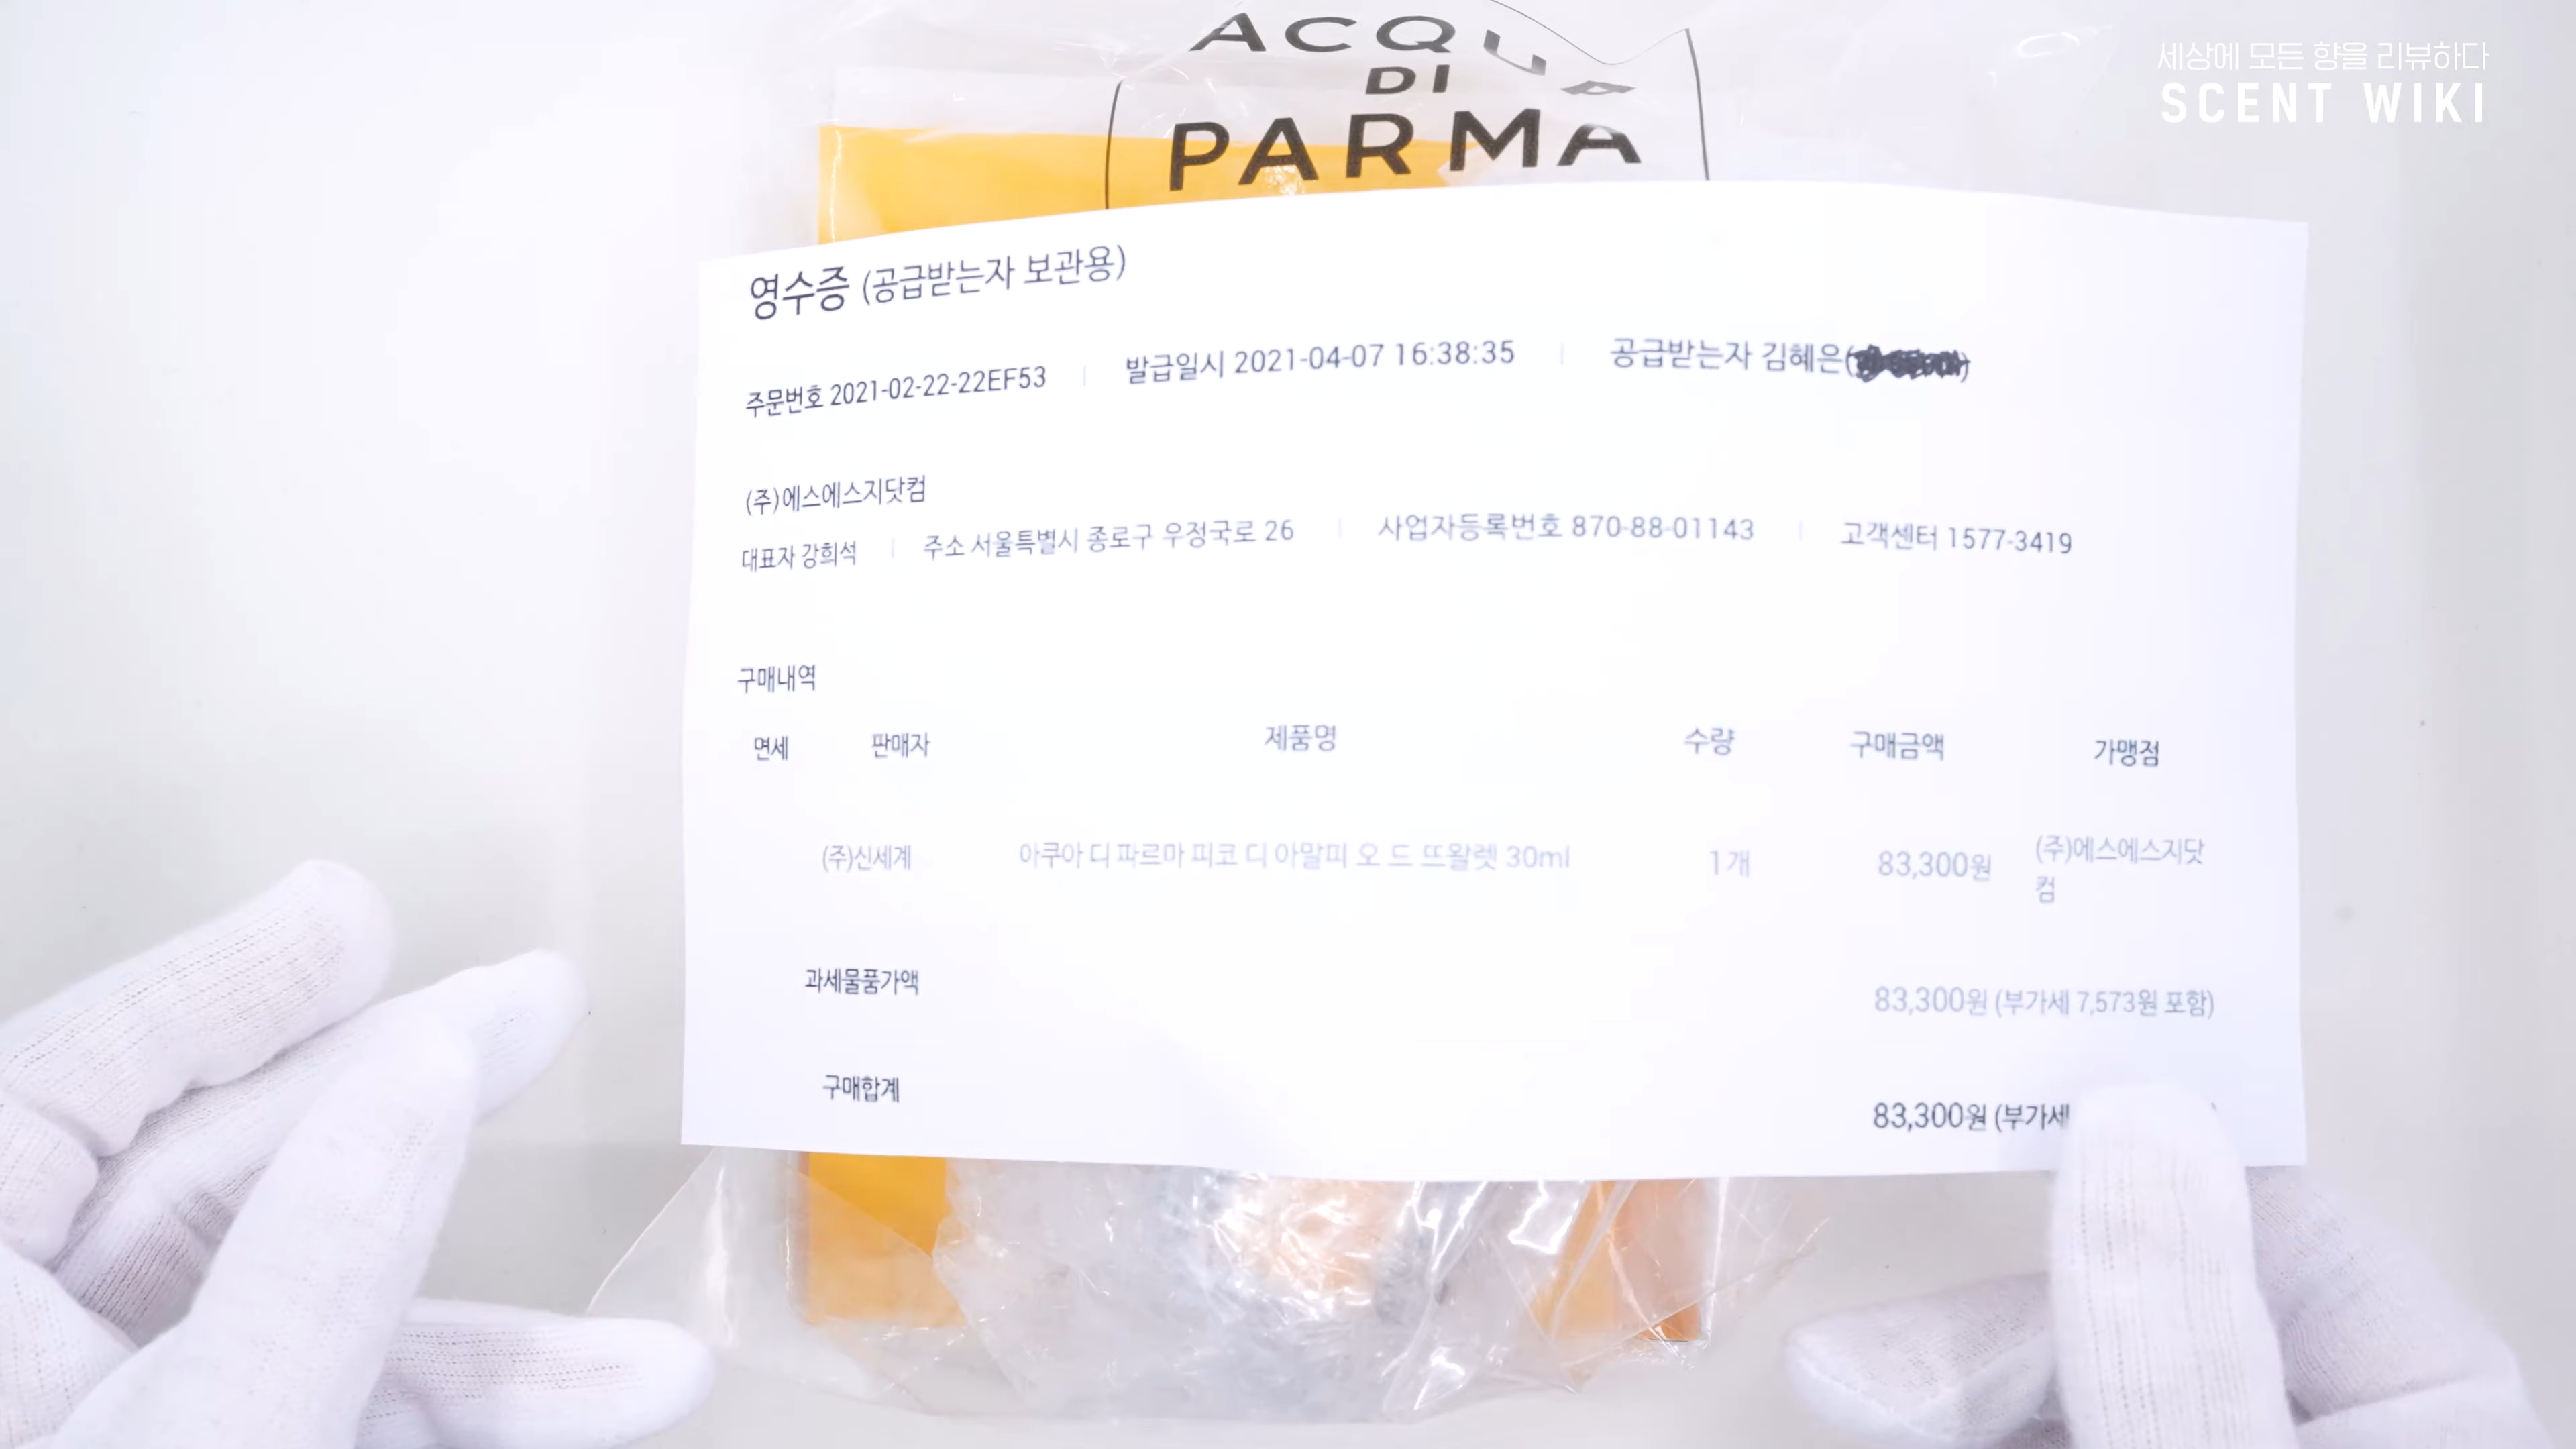 세상에 모든 향을 리뷰하다
SCENT WIKI
ACQUA
DI
PARMA
영수증 (공급받는자 보관용)
주문번호 2021-02-22-22EF53 발급일시 2021-04-07 16:38:35 공급받는자 김혜은(
(주)에스에스지닷컴
대표자 강희석 주소 서울특별시 종로구 우정국로 26 사업자등록번호 870-88-01143 고객센터 1577-3419
구매내역
면세 판매자 제품명 수량 구매금액 가맹점
(주)신세계 아쿠아 디 파르마 피코 디 아말피 오 드 뜨왈렛 30ml 1개 83,300원 (주)에스에스지닷
컴
과세물품가액 83,300원 (부가세 7,573원 포함)
구매합계 83,300원 (부가세